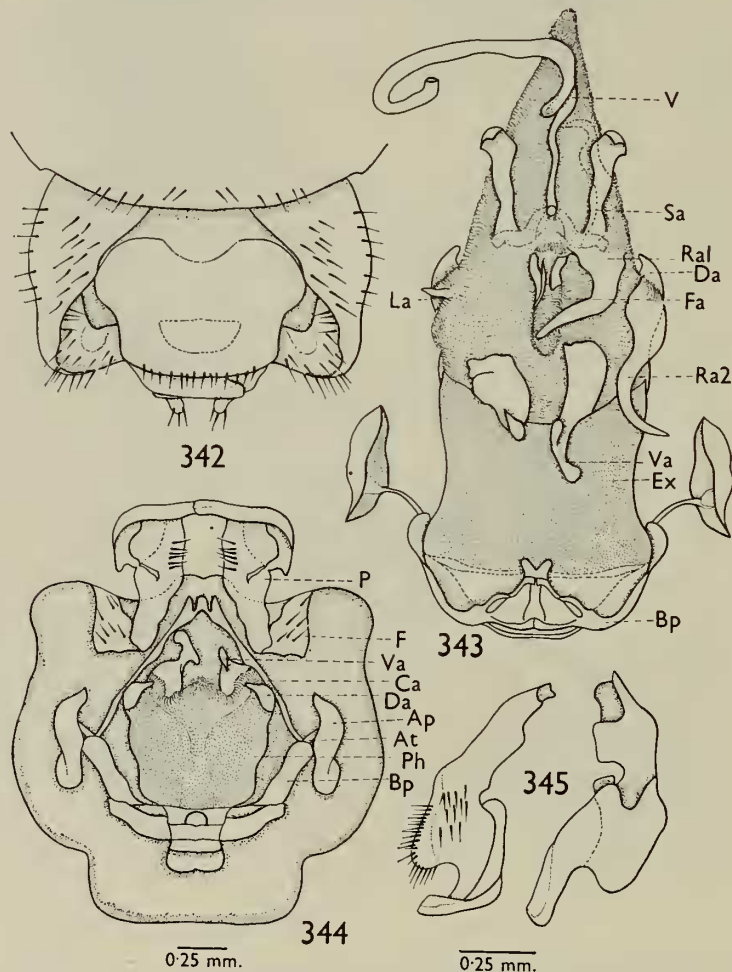 V
Sa
Ra1
Da
La
Fa
Ra2
342
Va
Ex
P
Bp
343
F
Va
Ca
Da
Ap
At
Ph
Bp
345
344
0·25 mm.
0·25 mm.